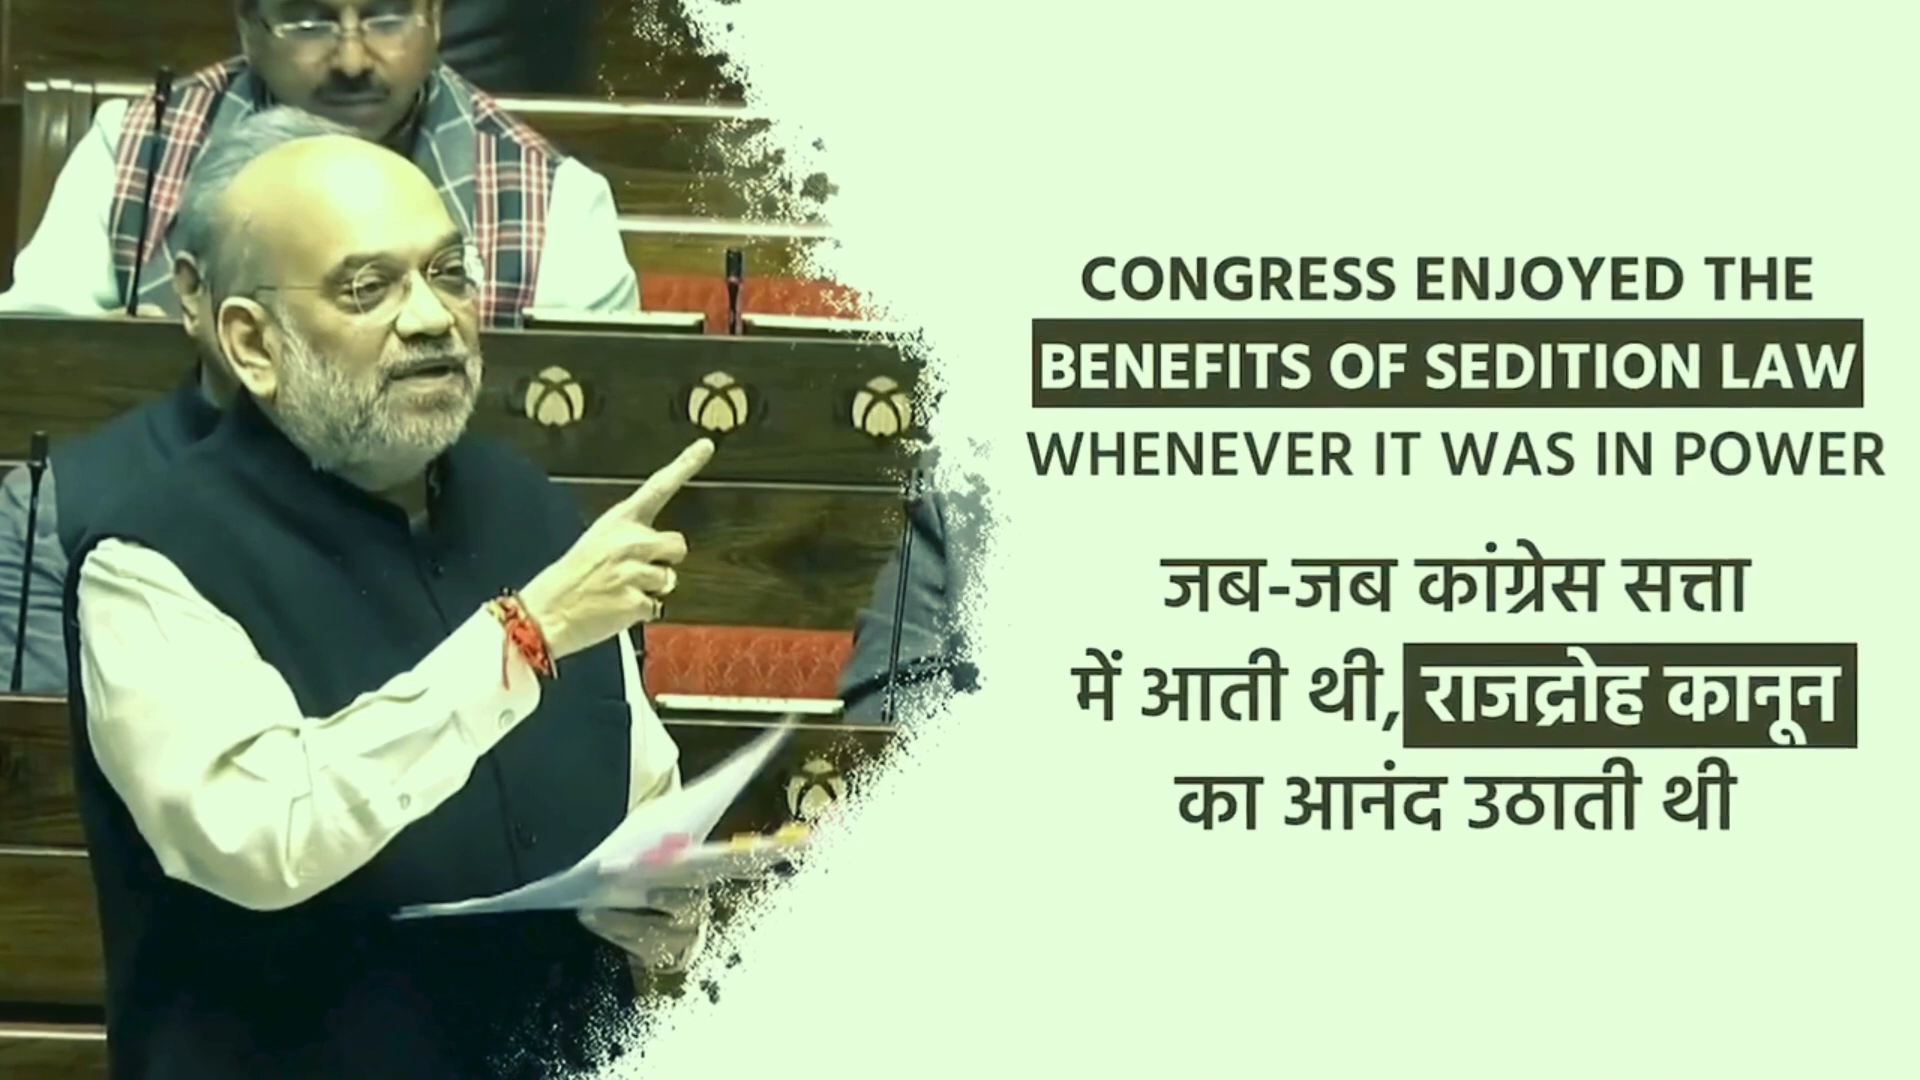 CONGRESS ENJOYED THE
BENEFITS OF SEDITION LAW
WHENEVER IT WAS IN POWER
जब-जब कांग्रेस सत्ता
में आती थी, राजद्रोह कानून
का आनंद उठाती थी